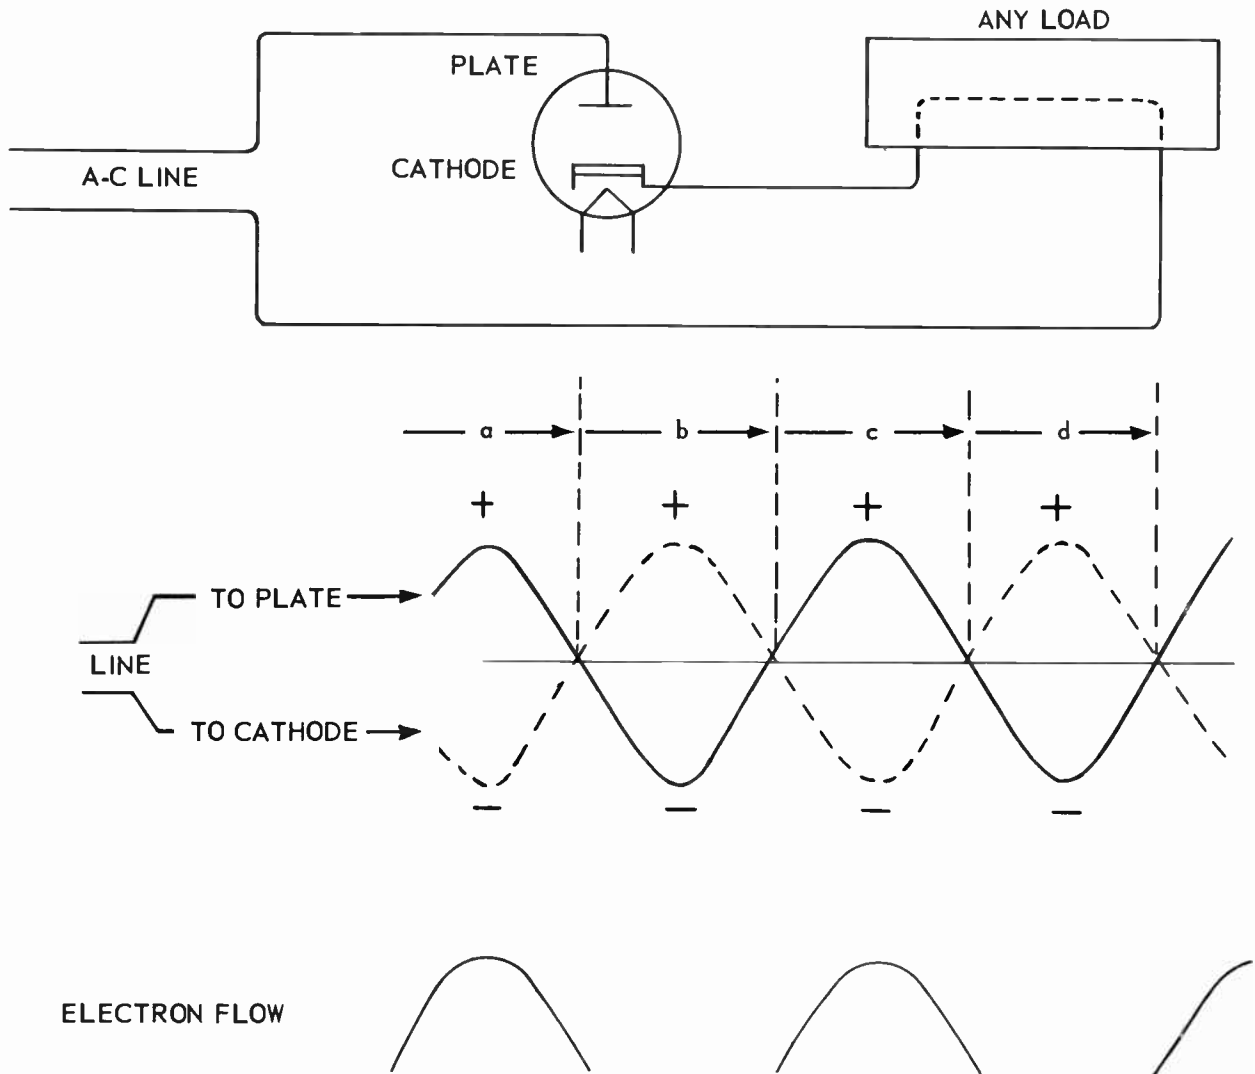 ANY LOAD
PLATE
CATHODE
A-C LINE
a b c d
+ + + +
TO PLATE
LINE
TO CATHODE
− − − −
ELECTRON FLOW